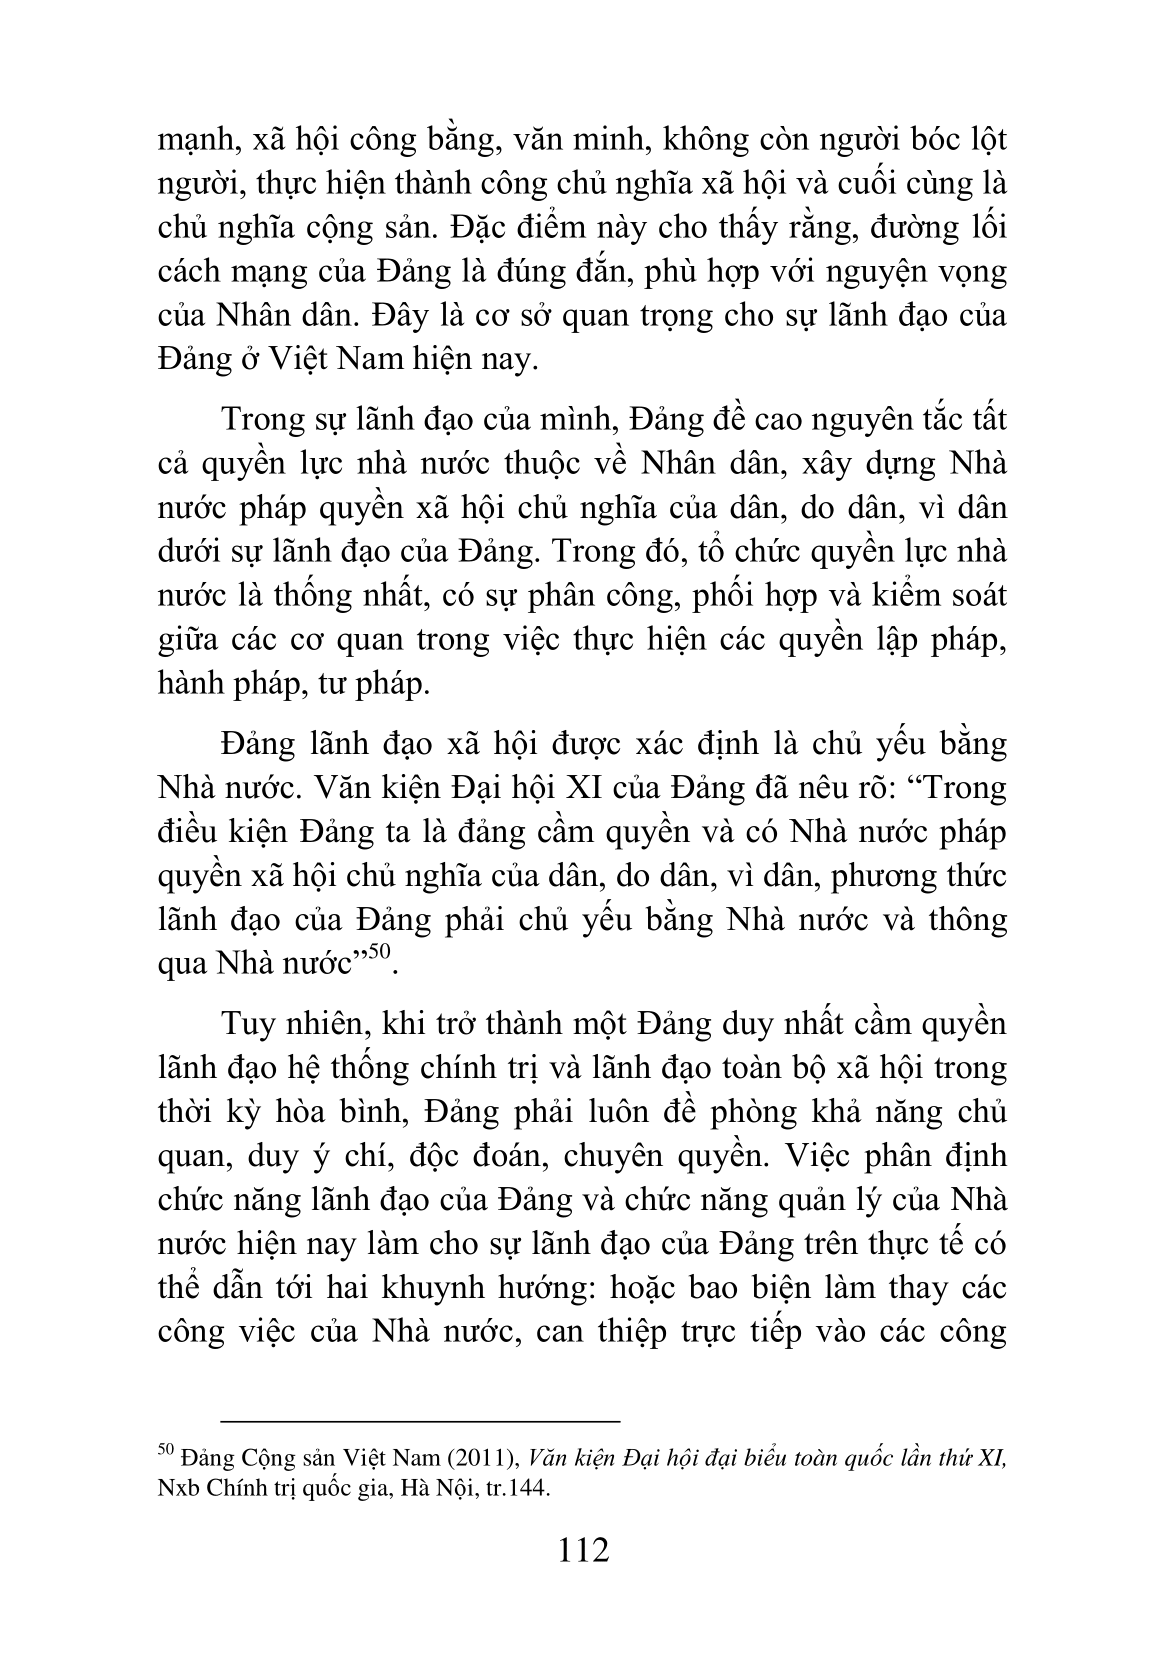 mạnh, xã hội công bằng, văn minh, không còn người bóc lột
người, thực hiện thành công chủ nghĩa xã hội và cuối cùng là
chủ nghĩa cộng sản. Đặc điểm này cho thấy rằng, đường lối
cách mạng của Đảng là đúng đắn, phù hợp với nguyện vọng
của Nhân dân. Đây là cơ sở quan trọng cho sự lãnh đạo của
Đảng ở Việt Nam hiện nay.
Trong sự lãnh đạo của mình, Đảng đề cao nguyên tắc tất
cả quyền lực nhà nước thuộc về Nhân dân, xây dựng Nhà
nước pháp quyền xã hội chủ nghĩa của dân, do dân, vì dân
dưới sự lãnh đạo của Đảng. Trong đó, tổ chức quyền lực nhà
nước là thống nhất, có sự phân công, phối hợp và kiểm soát
giữa các cơ quan trong việc thực hiện các quyền lập pháp,
hành pháp, tư pháp.
Đảng lãnh đạo xã hội được xác định là chủ yếu bằng
Nhà nước. Văn kiện Đại hội XI của Đảng đã nêu rõ: “Trong
điều kiện Đảng ta là đảng cầm quyền và có Nhà nước pháp
quyền xã hội chủ nghĩa của dân, do dân, vì dân, phương thức
lãnh đạo của Đảng phải chủ yếu bằng Nhà nước và thông
qua Nhà nước”50.
Tuy nhiên, khi trở thành một Đảng duy nhất cầm quyền
lãnh đạo hệ thống chính trị và lãnh đạo toàn bộ xã hội trong
thời kỳ hòa bình, Đảng phải luôn đề phòng khả năng chủ
quan, duy ý chí, độc đoán, chuyên quyền. Việc phân định
chức năng lãnh đạo của Đảng và chức năng quản lý của Nhà
nước hiện nay làm cho sự lãnh đạo của Đảng trên thực tế có
thể dẫn tới hai khuynh hướng: hoặc bao biện làm thay các
công việc của Nhà nước, can thiệp trực tiếp vào các công
50 Đảng Cộng sản Việt Nam (2011), Văn kiện Đại hội đại biểu toàn quốc lần thứ XI,
Nxb Chính trị quốc gia, Hà Nội, tr.144.
112